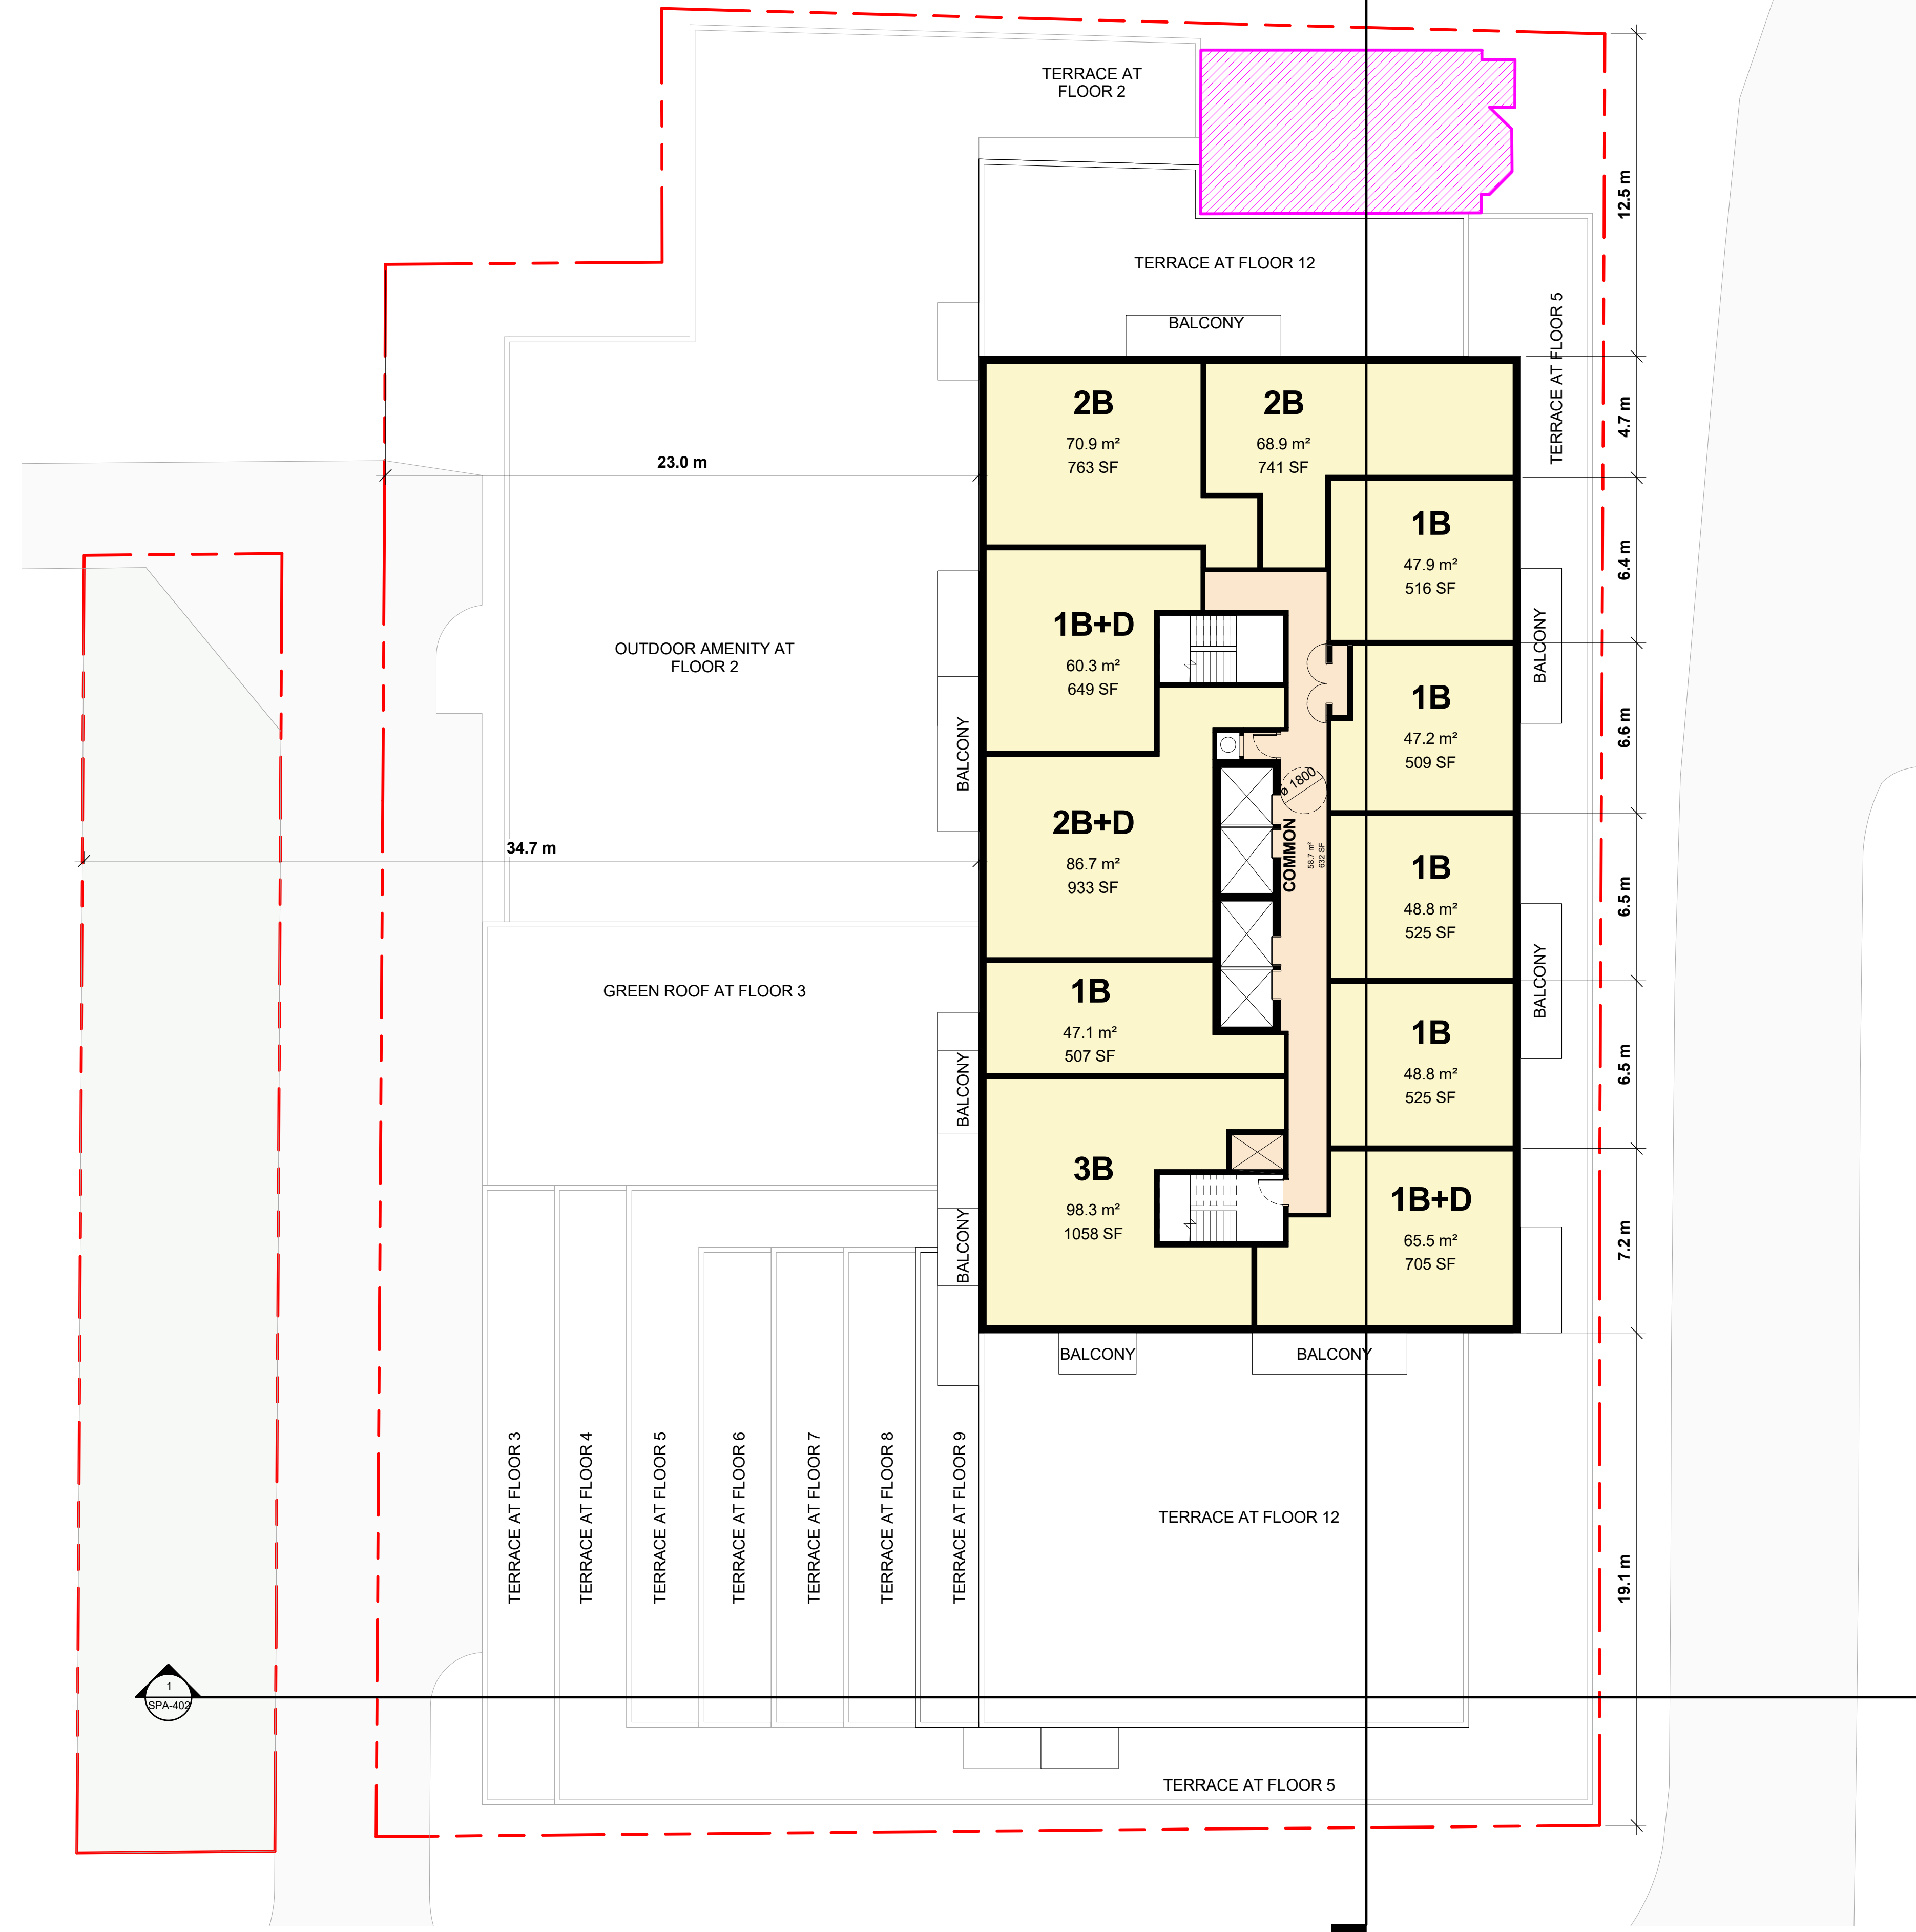 TERRACE AT
FLOOR 2
12.5 m
TERRACE AT FLOOR 12
BALCONY
TERRACE AT FLOOR 5
2B
70.9 m²
763 SF
2B
68.9 m²
741 SF
4.7 m
23.0 m
1B
47.9 m²
516 SF
6.4 m
OUTDOOR AMENITY AT
FLOOR 2
1B+D
60.3 m²
649 SF
BALCONY
1B
47.2 m²
509 SF
6.6 m
BALCONY
ø 1800
34.7 m
2B+D
86.7 m²
933 SF
COMMON
58.7 m²
632 SF
1B
48.8 m²
525 SF
6.5 m
GREEN ROOF AT FLOOR 3
1B
47.1 m²
507 SF
BALCONY
BALCONY
1B
48.8 m²
525 SF
6.5 m
3B
98.3 m²
1058 SF
BALCONY
1B+D
65.5 m²
705 SF
7.2 m
BALCONY
BALCONY
TERRACE AT FLOOR 3
TERRACE AT FLOOR 4
TERRACE AT FLOOR 5
TERRACE AT FLOOR 6
TERRACE AT FLOOR 7
TERRACE AT FLOOR 8
TERRACE AT FLOOR 9
TERRACE AT FLOOR 12
19.1 m
1
SPA-402
TERRACE AT FLOOR 5